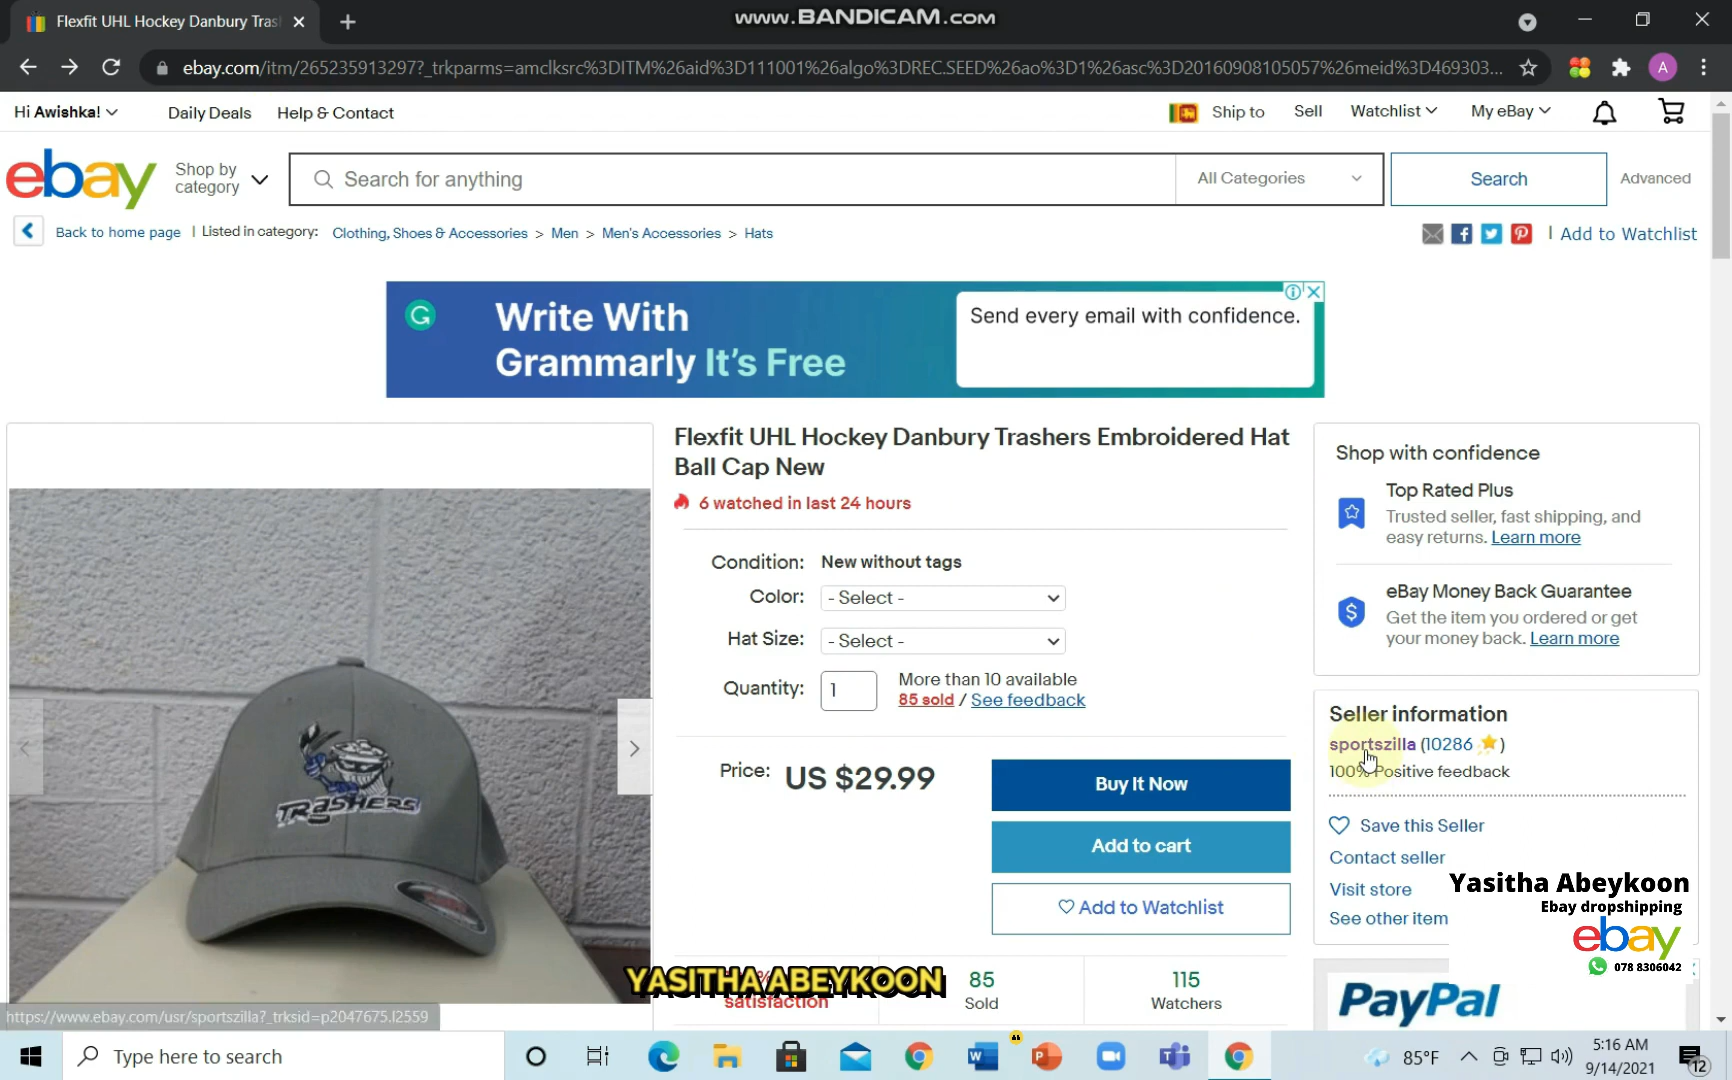 Flexfit UHL Hockey Danbury Tras
www.BANDICAM.com
ebay.com/itm/265235913297?_trkparms=amclksrc%3DITM%26aid%3D111001%26algo%3DREC.SEED%26ao%3D1%26asc%3D20160908105057%26meid%3D469303...
A
Hi Awishka!
Daily Deals
Help & Contact
Ship to
Sell
Watchlist
My eBay
ebay
Shop by category
Search for anything
All Categories
Search
Advanced
Back to home page | Listed in category: Clothing, Shoes & Accessories > Men > Men's Accessories > Hats
| Add to Watchlist
Write With
Grammarly It's Free
Send every email with confidence.
Flexfit UHL Hockey Danbury Trashers Embroidered Hat
Ball Cap New
6 watched in last 24 hours
Condition: New without tags
Color: - Select -
Hat Size: - Select -
Quantity: 1
More than 10 available
85 sold / See feedback
Price: US $29.99
Buy It Now
Add to cart
Add to Watchlist
85
Sold
115
Watchers
satisfaction
TRASHERS
YASITHA ABEYKOON
Shop with confidence
Top Rated Plus
Trusted seller, fast shipping, and
easy returns. Learn more
eBay Money Back Guarantee
Get the item you ordered or get
your money back. Learn more
Seller information
sportszilla (10286 )
100% Positive feedback
Save this Seller
Contact seller
Visit store
See other item
Yasitha Abeykoon
Ebay dropshipping
ebay
078 8306042
PayPal
https://www.ebay.com/usr/sportszilla?_trksid=p2047675.l2559
Type here to search
85°F
5:16 AM
9/14/2021
12